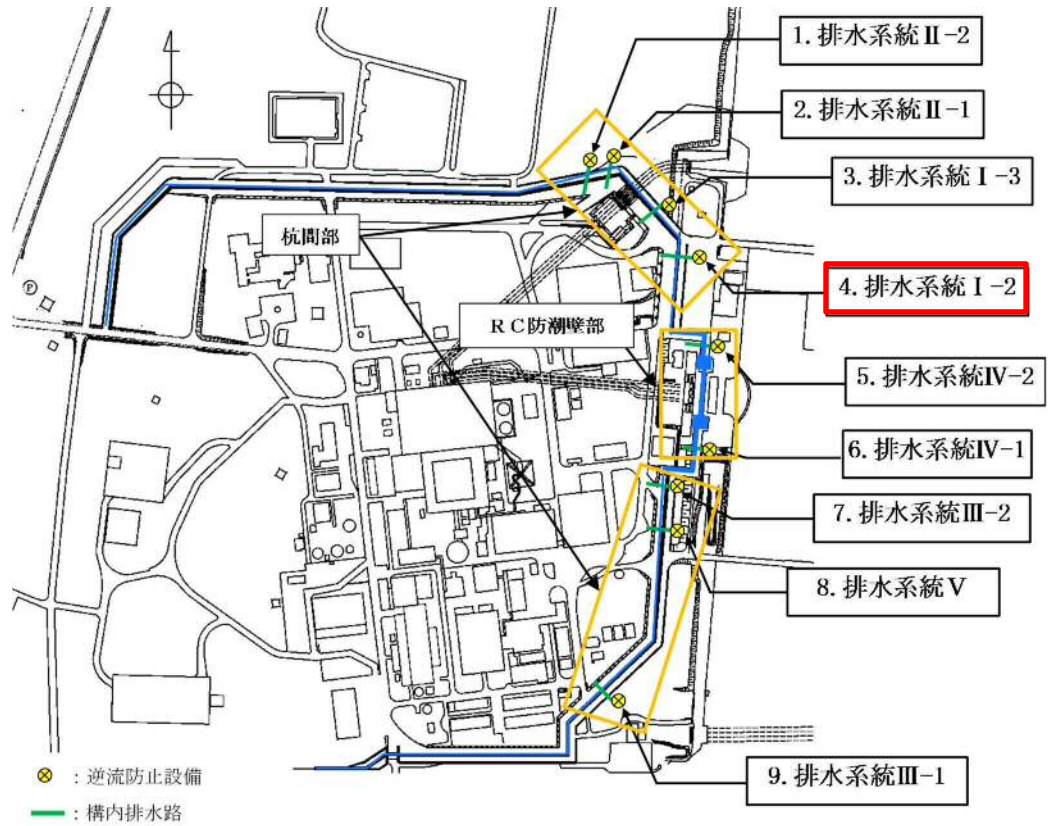 1. 排水系統Ⅱ-2
2. 排水系統Ⅱ-1
3. 排水系統Ⅰ-3
杭間部
4. 排水系統Ⅰ-2
RC防潮壁部
5. 排水系統Ⅳ-2
6. 排水系統Ⅳ-1
7. 排水系統Ⅲ-2
8. 排水系統Ⅴ
9. 排水系統Ⅲ-1
P
：逆流防止設備
：構内排水路